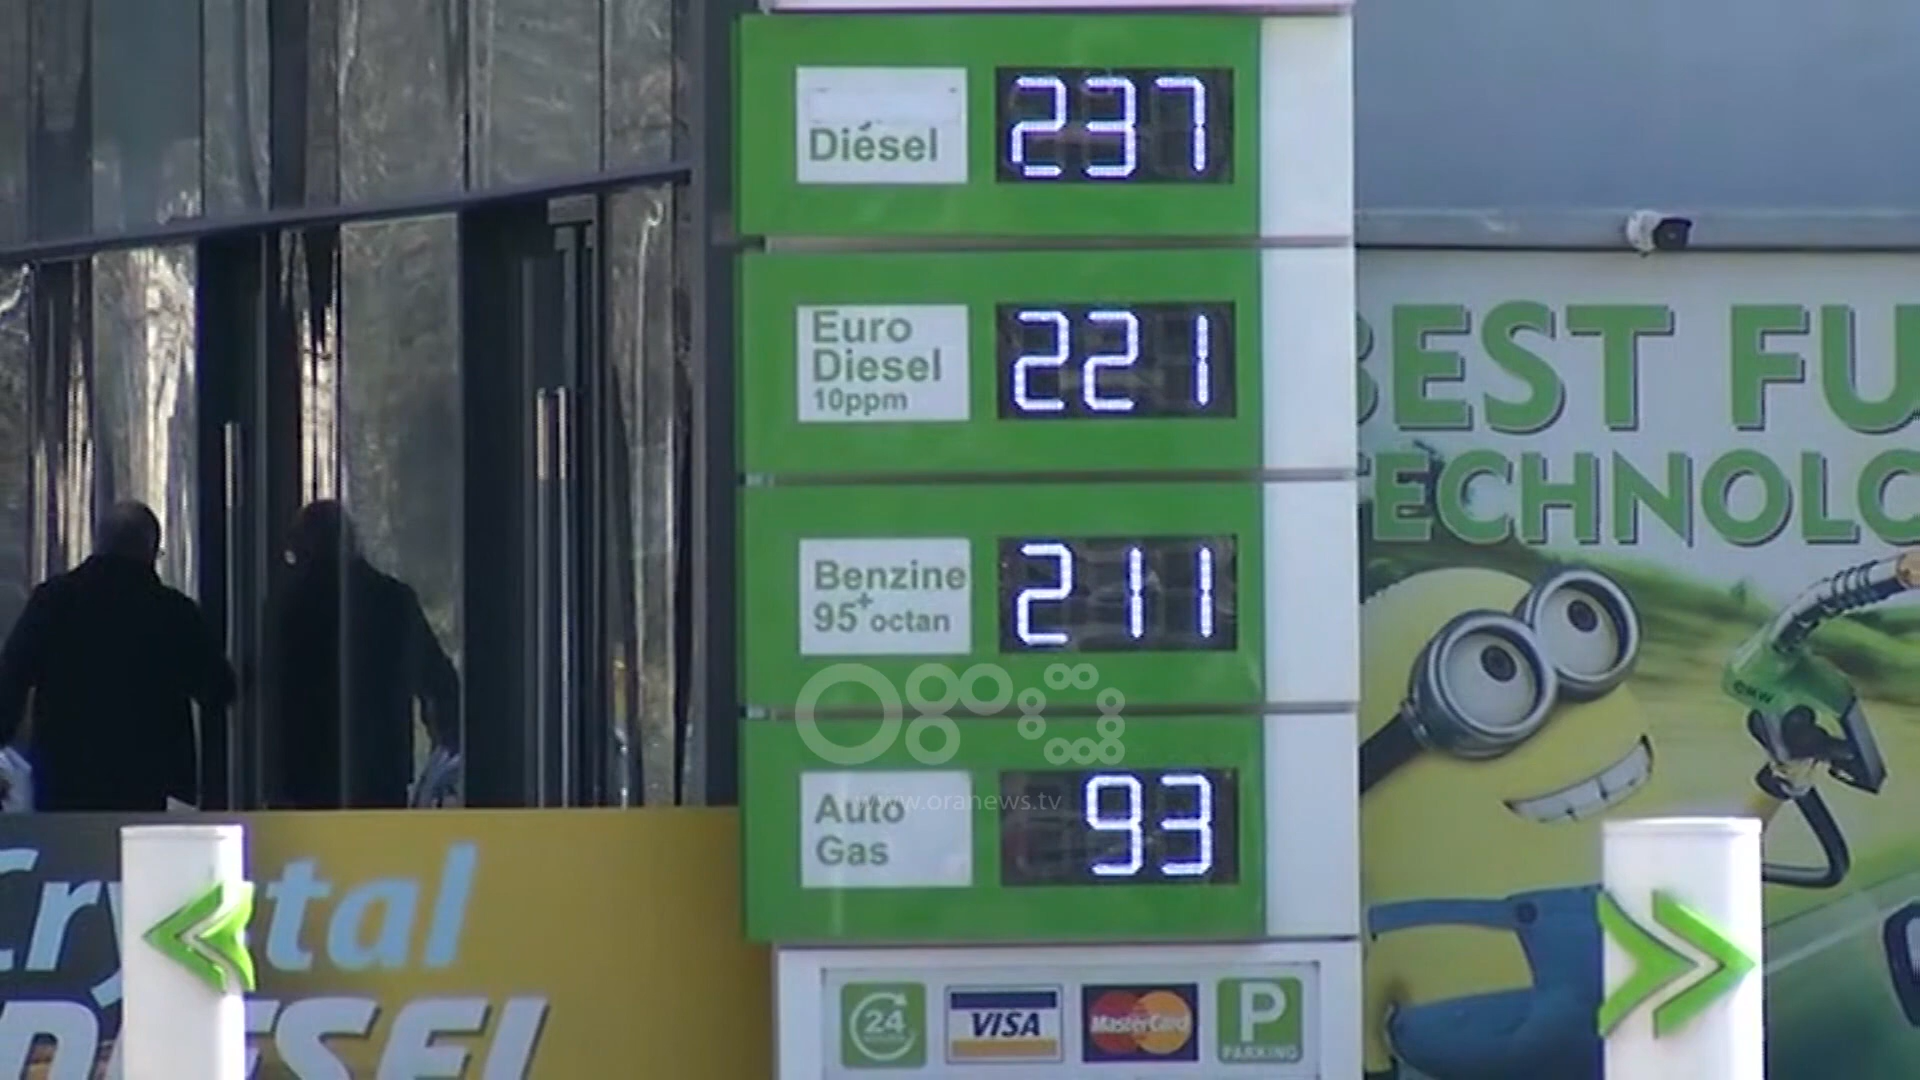 Diésel
237
Euro
Diesel
10ppm
221
Benzine
95+ octan
211
www.oranews.tv
Auto
Gas
93
24
VISA
MasterCard
P
PARKING
BEST FU
TECHNOLO
Crystal
DIESEL